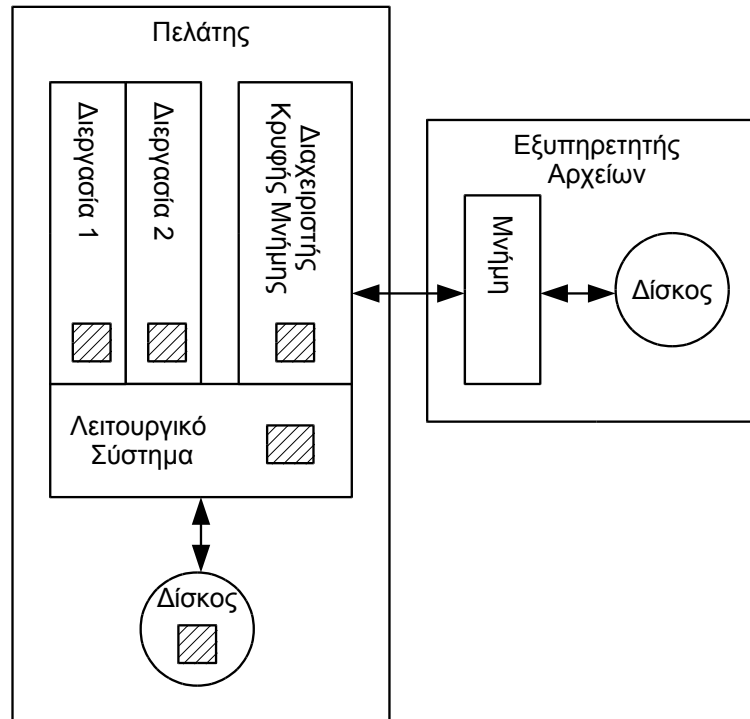 Πελάτης
Διεργασία 1
Διεργασία 2
Διαχειριστής
Κρυφής Μνήμης
Λειτουργικό
Σύστημα
Δίσκος
Εξυπηρετητής
Αρχείων
Μνήμη
Δίσκος